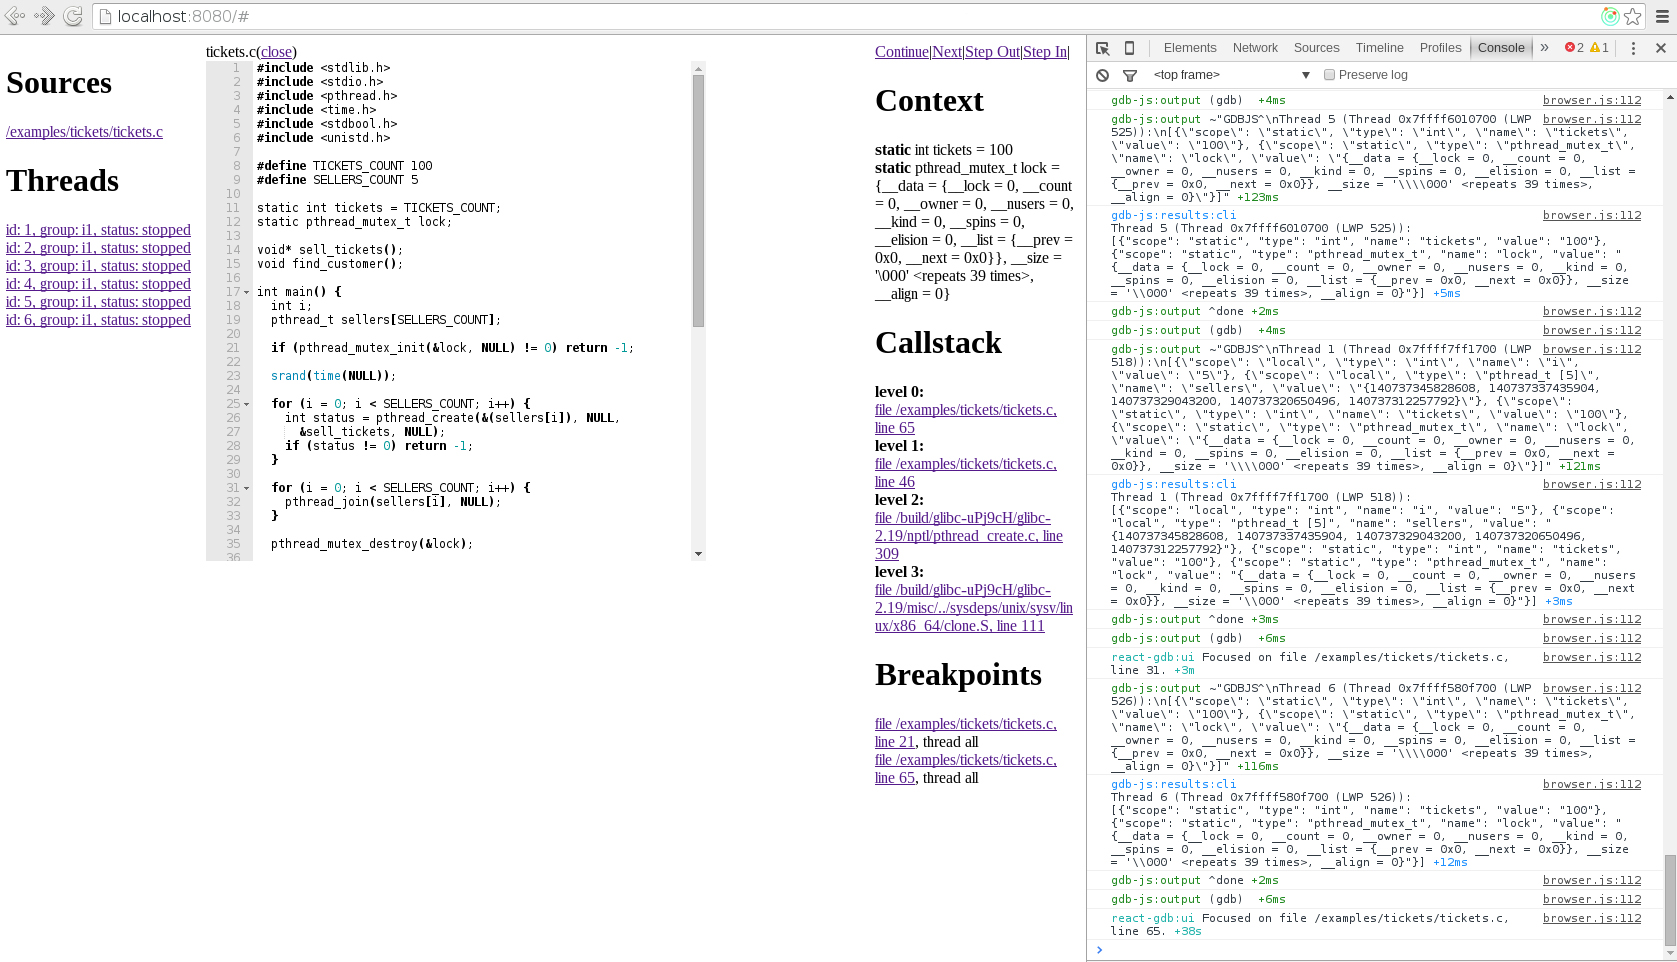 localhost:8080/#
Sources
/examples/tickets/tickets.c
Threads
id: 1, group: i1, status: stopped
id: 2, group: i1, status: stopped
id: 3, group: i1, status: stopped
id: 4, group: i1, status: stopped
id: 5, group: i1, status: stopped
id: 6, group: i1, status: stopped
tickets.c(close)
1 #include <stdlib.h>
2 #include <stdio.h>
3 #include <pthread.h>
4 #include <time.h>
5 #include <stdbool.h>
6 #include <unistd.h>
7
8 #define TICKETS_COUNT 100
9 #define SELLERS_COUNT 5
10
11 static int tickets = TICKETS_COUNT;
12 static pthread_mutex_t lock;
13
14 void* sell_tickets();
15 void find_customer();
16
17 int main() {
18 int i;
19 pthread_t sellers[SELLERS_COUNT];
20
21 if (pthread_mutex_init(&lock, NULL) != 0) return -1;
22
23 srand(time(NULL));
24
25 for (i = 0; i < SELLERS_COUNT; i++) {
26 int status = pthread_create(&(sellers[i]), NULL,
27 &sell_tickets, NULL);
28 if (status != 0) return -1;
29 }
30
31 for (i = 0; i < SELLERS_COUNT; i++) {
32 pthread_join(sellers[i], NULL);
33 }
34
35 pthread_mutex_destroy(&lock);
36
Continue|Next|Step Out|Step In|
Context
static int tickets = 100
static pthread_mutex_t lock =
{__data = {__lock = 0, __count
= 0, __owner = 0, __nusers = 0,
__kind = 0, __spins = 0,
__elision = 0, __list = {__prev =
0x0, __next = 0x0}}, __size =
'\000' <repeats 39 times>,
__align = 0}
Callstack
level 0:
file /examples/tickets/tickets.c,
line 65
level 1:
file /examples/tickets/tickets.c,
line 46
level 2:
file /build/glibc-uPj9cH/glibc-
2.19/nptl/pthread_create.c, line
309
level 3:
file /build/glibc-uPj9cH/glibc-
2.19/misc/../sysdeps/unix/sysv/lin
ux/x86_64/clone.S, line 111
Breakpoints
file /examples/tickets/tickets.c,
line 21, thread all
file /examples/tickets/tickets.c,
line 65, thread all
Elements Network Sources Timeline Profiles Console » 2 1
<top frame> Preserve log
gdb-js:output (gdb) +4ms browser.js:112
gdb-js:output ~"GDBJS^\nThread 5 (Thread 0x7ffff6010700 (LWP browser.js:112
525)):\n[{\"scope\": \"static\", \"type\": \"int\", \"name\": \"tickets\",
\"value\": \"100\"}, {\"scope\": \"static\", \"type\": \"pthread_mutex_t\",
\"name\": \"lock\", \"value\": \"{__data = {__lock = 0, __count = 0,
__owner = 0, __nusers = 0, __kind = 0, __spins = 0, __elision = 0, __list =
{__prev = 0x0, __next = 0x0}}, __size = '\\\\000' <repeats 39 times>,
__align = 0}\"}]" +123ms
gdb-js:results:cli browser.js:112
Thread 5 (Thread 0x7ffff6010700 (LWP 525)):
[{"scope": "static", "type": "int", "name": "tickets", "value": "100"},
{"scope": "static", "type": "pthread_mutex_t", "name": "lock", "value": "
{__data = {__lock = 0, __count = 0, __owner = 0, __nusers = 0, __kind = 0,
__spins = 0, __elision = 0, __list = {__prev = 0x0, __next = 0x0}}, __size
= '\\000' <repeats 39 times>, __align = 0}"}] +5ms
gdb-js:output ^done +2ms browser.js:112
gdb-js:output (gdb) +4ms browser.js:112
gdb-js:output ~"GDBJS^\nThread 1 (Thread 0x7ffff7ff1700 (LWP browser.js:112
518)):\n[{\"scope\": \"local\", \"type\": \"int\", \"name\": \"i\",
\"value\": \"5\"}, {\"scope\": \"local\", \"type\": \"pthread_t [5]\",
\"name\": \"sellers\", \"value\": \"{140737345828608, 140737337435904,
140737329043200, 140737320650496, 140737312257792}\"}, {\"scope\":
\"static\", \"type\": \"int\", \"name\": \"tickets\", \"value\": \"100\"},
{\"scope\": \"static\", \"type\": \"pthread_mutex_t\", \"name\": \"lock\",
\"value\": \"{__data = {__lock = 0, __count = 0, __owner = 0, __nusers = 0,
__kind = 0, __spins = 0, __elision = 0, __list = {__prev = 0x0, __next =
0x0}}, __size = '\\\\000' <repeats 39 times>, __align = 0}\"}]" +121ms
gdb-js:results:cli browser.js:112
Thread 1 (Thread 0x7ffff7ff1700 (LWP 518)):
[{"scope": "local", "type": "int", "name": "i", "value": "5"}, {"scope":
"local", "type": "pthread_t [5]", "name": "sellers", "value": "
{140737345828608, 140737337435904, 140737329043200, 140737320650496,
140737312257792}"}, {"scope": "static", "type": "int", "name": "tickets",
"value": "100"}, {"scope": "static", "type": "pthread_mutex_t", "name":
"lock", "value": "{__data = {__lock = 0, __count = 0, __owner = 0, __nusers
= 0, __kind = 0, __spins = 0, __elision = 0, __list = {__prev = 0x0, __next
= 0x0}}, __size = '\\000' <repeats 39 times>, __align = 0}"}] +3ms
gdb-js:output ^done +3ms browser.js:112
gdb-js:output (gdb) +6ms browser.js:112
react-gdb:ui Focused on file /examples/tickets/tickets.c, browser.js:112
line 31. +3m
gdb-js:output ~"GDBJS^\nThread 6 (Thread 0x7ffff580f700 (LWP browser.js:112
526)):\n[{\"scope\": \"static\", \"type\": \"int\", \"name\": \"tickets\",
\"value\": \"100\"}, {\"scope\": \"static\", \"type\": \"pthread_mutex_t\",
\"name\": \"lock\", \"value\": \"{__data = {__lock = 0, __count = 0,
__owner = 0, __nusers = 0, __kind = 0, __spins = 0, __elision = 0, __list =
{__prev = 0x0, __next = 0x0}}, __size = '\\\\000' <repeats 39 times>,
__align = 0}\"}]" +116ms
gdb-js:results:cli browser.js:112
Thread 6 (Thread 0x7ffff580f700 (LWP 526)):
[{"scope": "static", "type": "int", "name": "tickets", "value": "100"},
{"scope": "static", "type": "pthread_mutex_t", "name": "lock", "value": "
{__data = {__lock = 0, __count = 0, __owner = 0, __nusers = 0, __kind = 0,
__spins = 0, __elision = 0, __list = {__prev = 0x0, __next = 0x0}}, __size
= '\\000' <repeats 39 times>, __align = 0}"}] +12ms
gdb-js:output ^done +2ms browser.js:112
gdb-js:output (gdb) +6ms browser.js:112
react-gdb:ui Focused on file /examples/tickets/tickets.c, browser.js:112
line 65. +38s